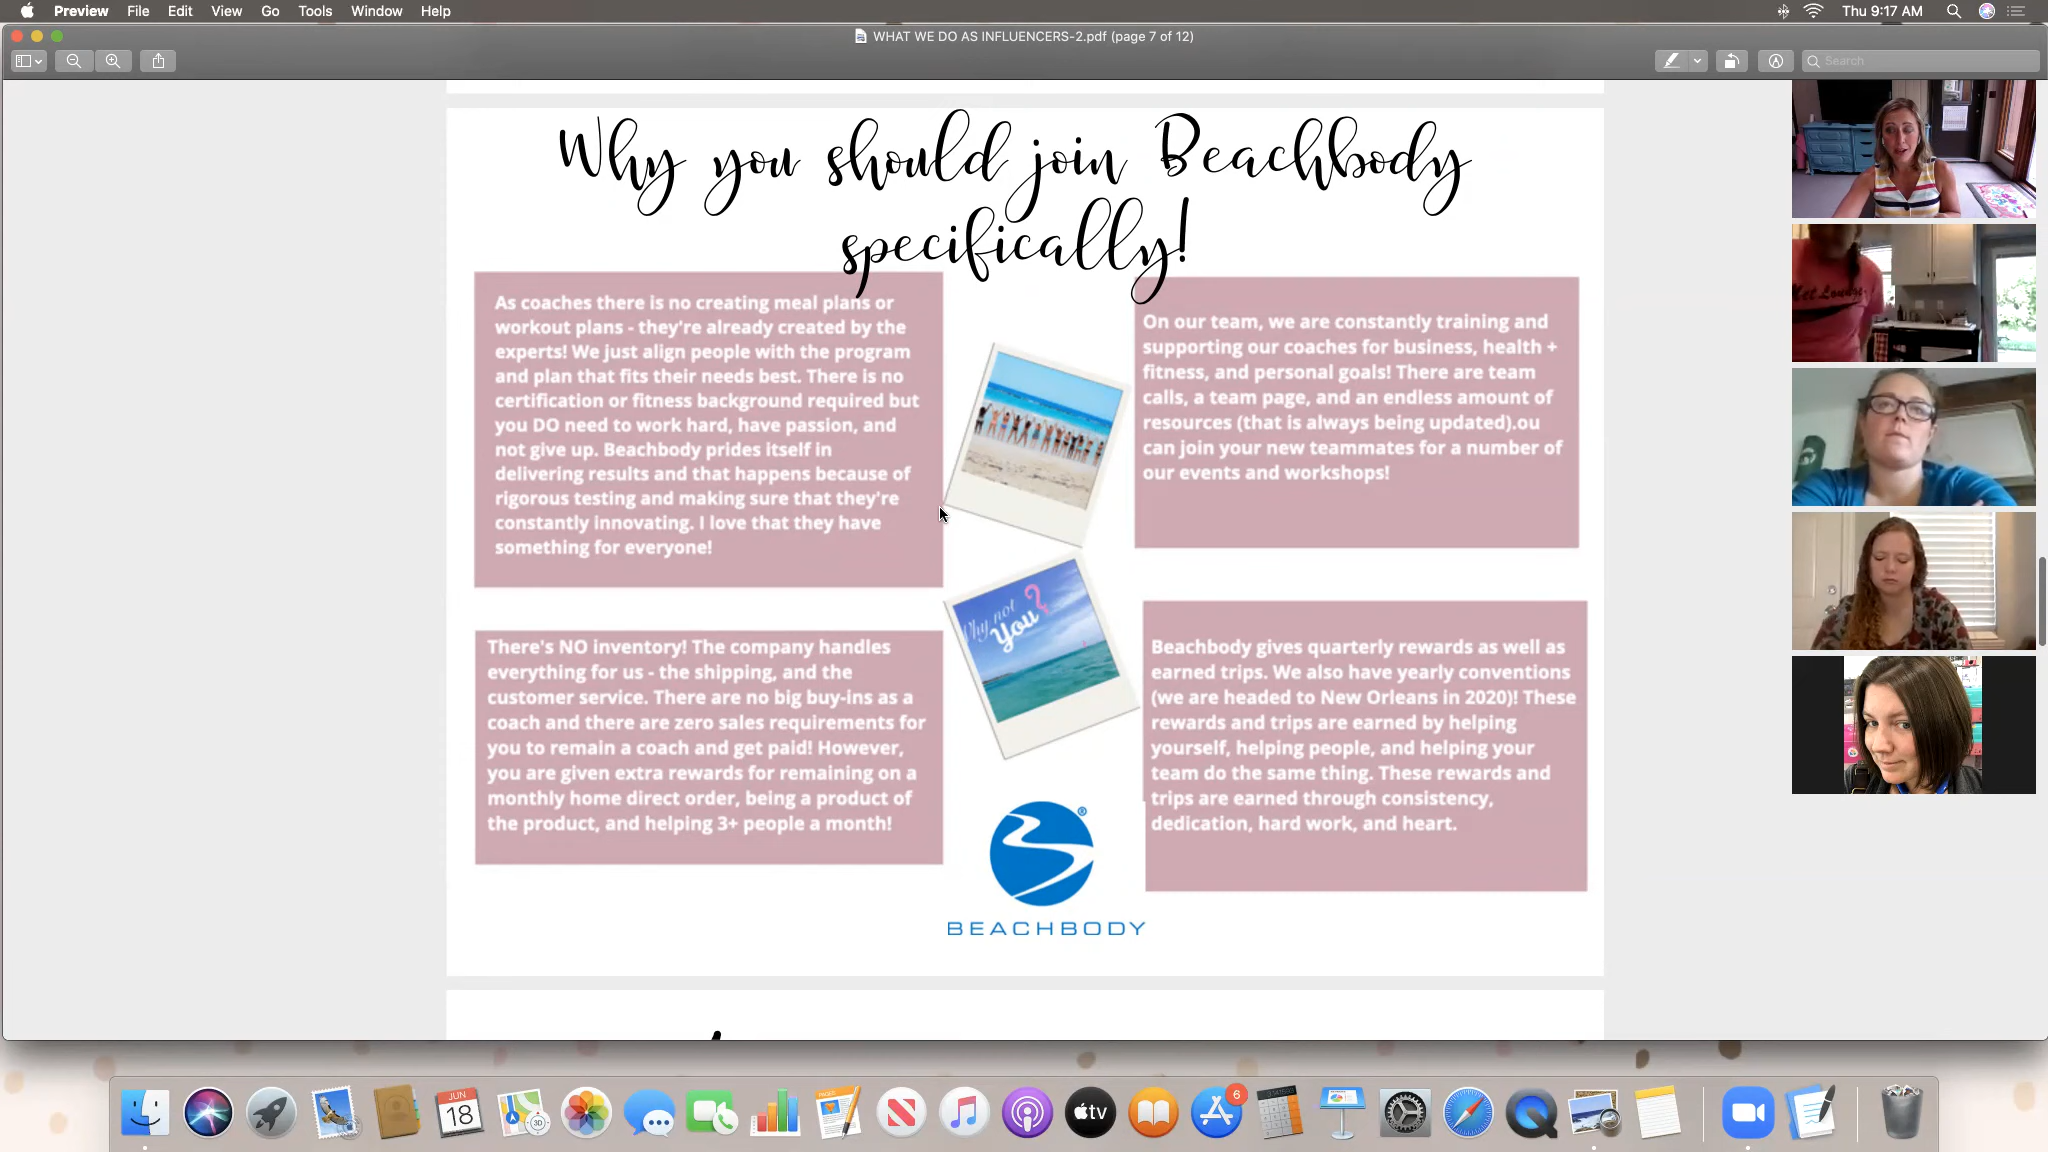 Preview File Edit View Go Tools Window Help
Thu 9:17 AM
WHAT WE DO AS INFLUENCERS-2.pdf (page 7 of 12)
Search
Why you should join Beachbody
specifically!
As coaches there is no creating meal plans or
workout plans - they're already created by the
experts! We just align people with the program
and plan that fits their needs best. There is no
certification or fitness background required but
you DO need to work hard, have passion, and
not give up. Beachbody prides itself in
delivering results and that happens because of
rigorous testing and making sure that they're
constantly innovating. I love that they have
something for everyone!
On our team, we are constantly training and
supporting our coaches for business, health +
fitness, and personal goals! There are team
calls, a team page, and an endless amount of
resources (that is always being updated).ou
can join your new teammates for a number of
our events and workshops!
There's NO inventory! The company handles
everything for us - the shipping, and the
customer service. There are no big buy-ins as a
coach and there are zero sales requirements for
you to remain a coach and get paid! However,
you are given extra rewards for remaining on a
monthly home direct order, being a product of
the product, and helping 3+ people a month!
Why not
You?
Beachbody gives quarterly rewards as well as
earned trips. We also have yearly conventions
(we are headed to New Orleans in 2020)! These
rewards and trips are earned by helping
yourself, helping people, and helping your
team do the same thing. These rewards and
trips are earned through consistency,
dedication, hard work, and heart.
®
BEACHBODY
JUN
18
3D
tv
6